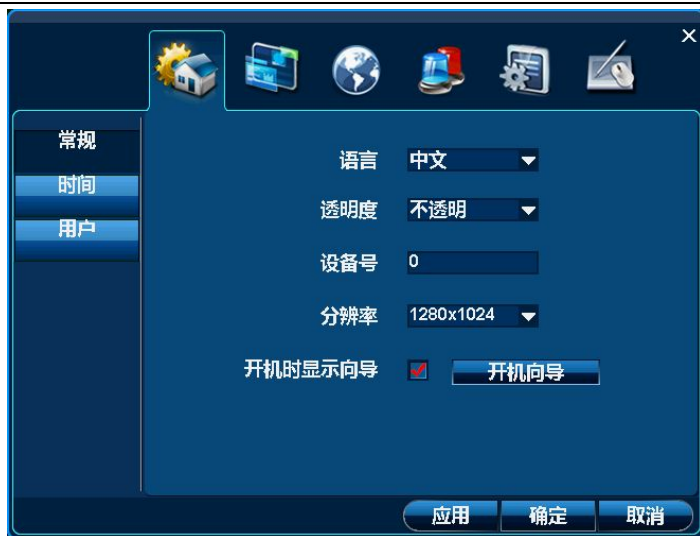 常规
时间
用户
语言 中文
透明度 不透明
设备号 0
分辨率 1280x1024
开机时显示向导 开机向导
应用 确定 取消